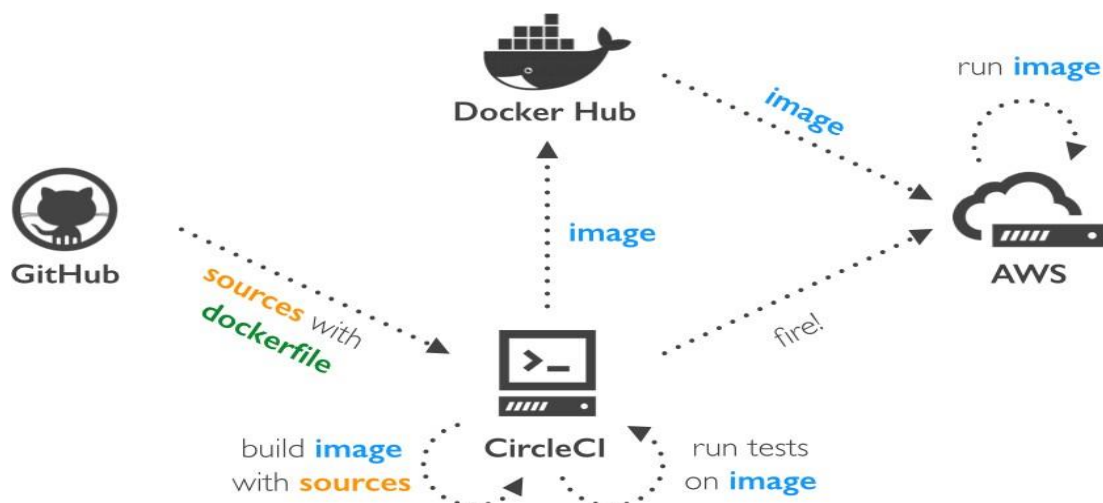 run image
Docker Hub
image
image
GitHub
AWS
sources with
dockerfile
fire!
>_
CircleCI
build image
with sources
run tests
on image